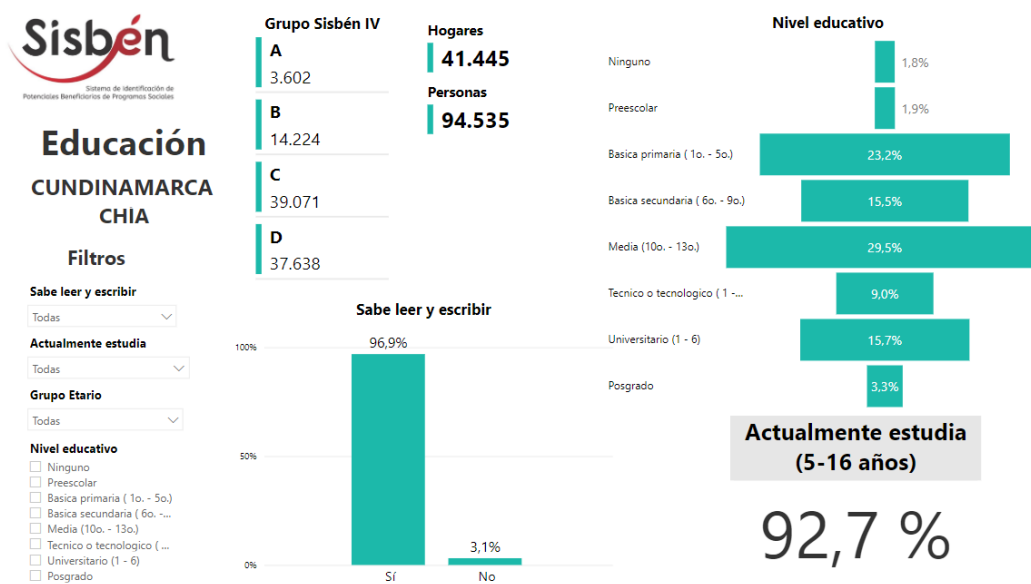 Sisbén
Sistema de Identificación de
Potenciales Beneficiarios de Programas Sociales
Educación
CUNDINAMARCA
CHÍA
Filtros
Sabe leer y escribir
Todas
Actualmente estudia
Todas
Grupo Etario
Todas
Nivel educativo
Ninguno
Preescolar
Basica primaria ( 1o. - 5o.)
Basica secundaria ( 6o. -...
Media (10o. - 13o.)
Tecnico o tecnologico ( ...
Universitario (1 - 6)
Posgrado
Grupo Sisbén IV
A
3.602
B
14.224
C
39.071
D
37.638
Hogares
41.445
Personas
94.535
Sabe leer y escribir
100%
50%
0%
96,9%
3,1%
Sí
No
Nivel educativo
Ninguno
1,8%
Preescolar
1,9%
Basica primaria ( 1o. - 5o.)
23,2%
Basica secundaria ( 6o. - 9o.)
15,5%
Media (10o. - 13o.)
29,5%
Tecnico o tecnologico ( 1 -...
9,0%
Universitario (1 - 6)
15,7%
Posgrado
3,3%
Actualmente estudia
(5-16 años)
92,7 %